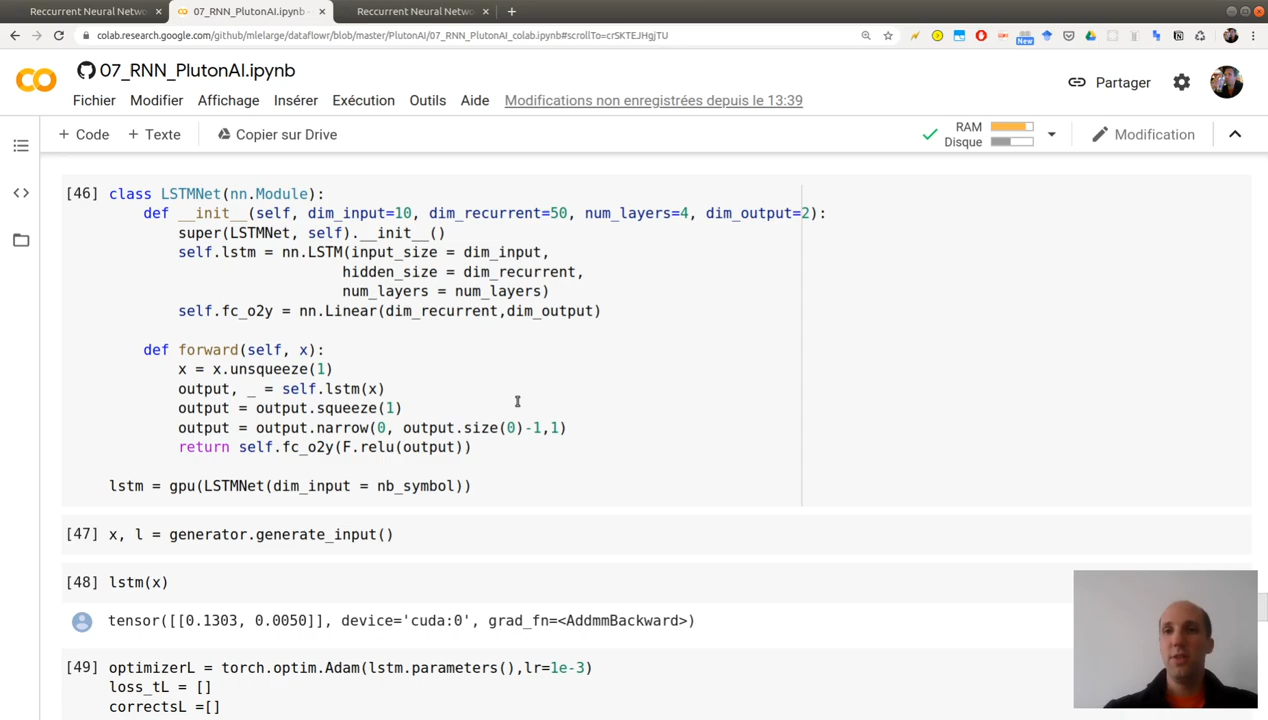 Reccurrent Neural Netwo
07_RNN_PlutonAI.ipynb -
Reccurrent Neural Netwo
colab.research.google.com/github/mlelarge/dataflowr/blob/master/PlutonAI/07_RNN_PlutonAI_colab.ipynb#scrollTo=crSKTEJHgjTU
New
07_RNN_PlutonAI.ipynb
Partager
Fichier Modifier Affichage Insérer Exécution Outils Aide Modifications non enregistrées depuis le 13:39
+ Code + Texte Copier sur Drive
RAM
Disque
Modification
[46] class LSTMNet(nn.Module):
def __init__(self, dim_input=10, dim_recurrent=50, num_layers=4, dim_output=2):
super(LSTMNet, self).__init__()
self.lstm = nn.LSTM(input_size = dim_input,
hidden_size = dim_recurrent,
num_layers = num_layers)
self.fc_o2y = nn.Linear(dim_recurrent,dim_output)
def forward(self, x):
x = x.unsqueeze(1)
output, _ = self.lstm(x)
output = output.squeeze(1)
output = output.narrow(0, output.size(0)-1,1)
return self.fc_o2y(F.relu(output))
lstm = gpu(LSTMNet(dim_input = nb_symbol))
[47] x, l = generator.generate_input()
[48] lstm(x)
tensor([[0.1303, 0.0050]], device='cuda:0', grad_fn=<AddmmBackward>)
[49] optimizerL = torch.optim.Adam(lstm.parameters(),lr=1e-3)
loss_tL = []
correctsL =[]